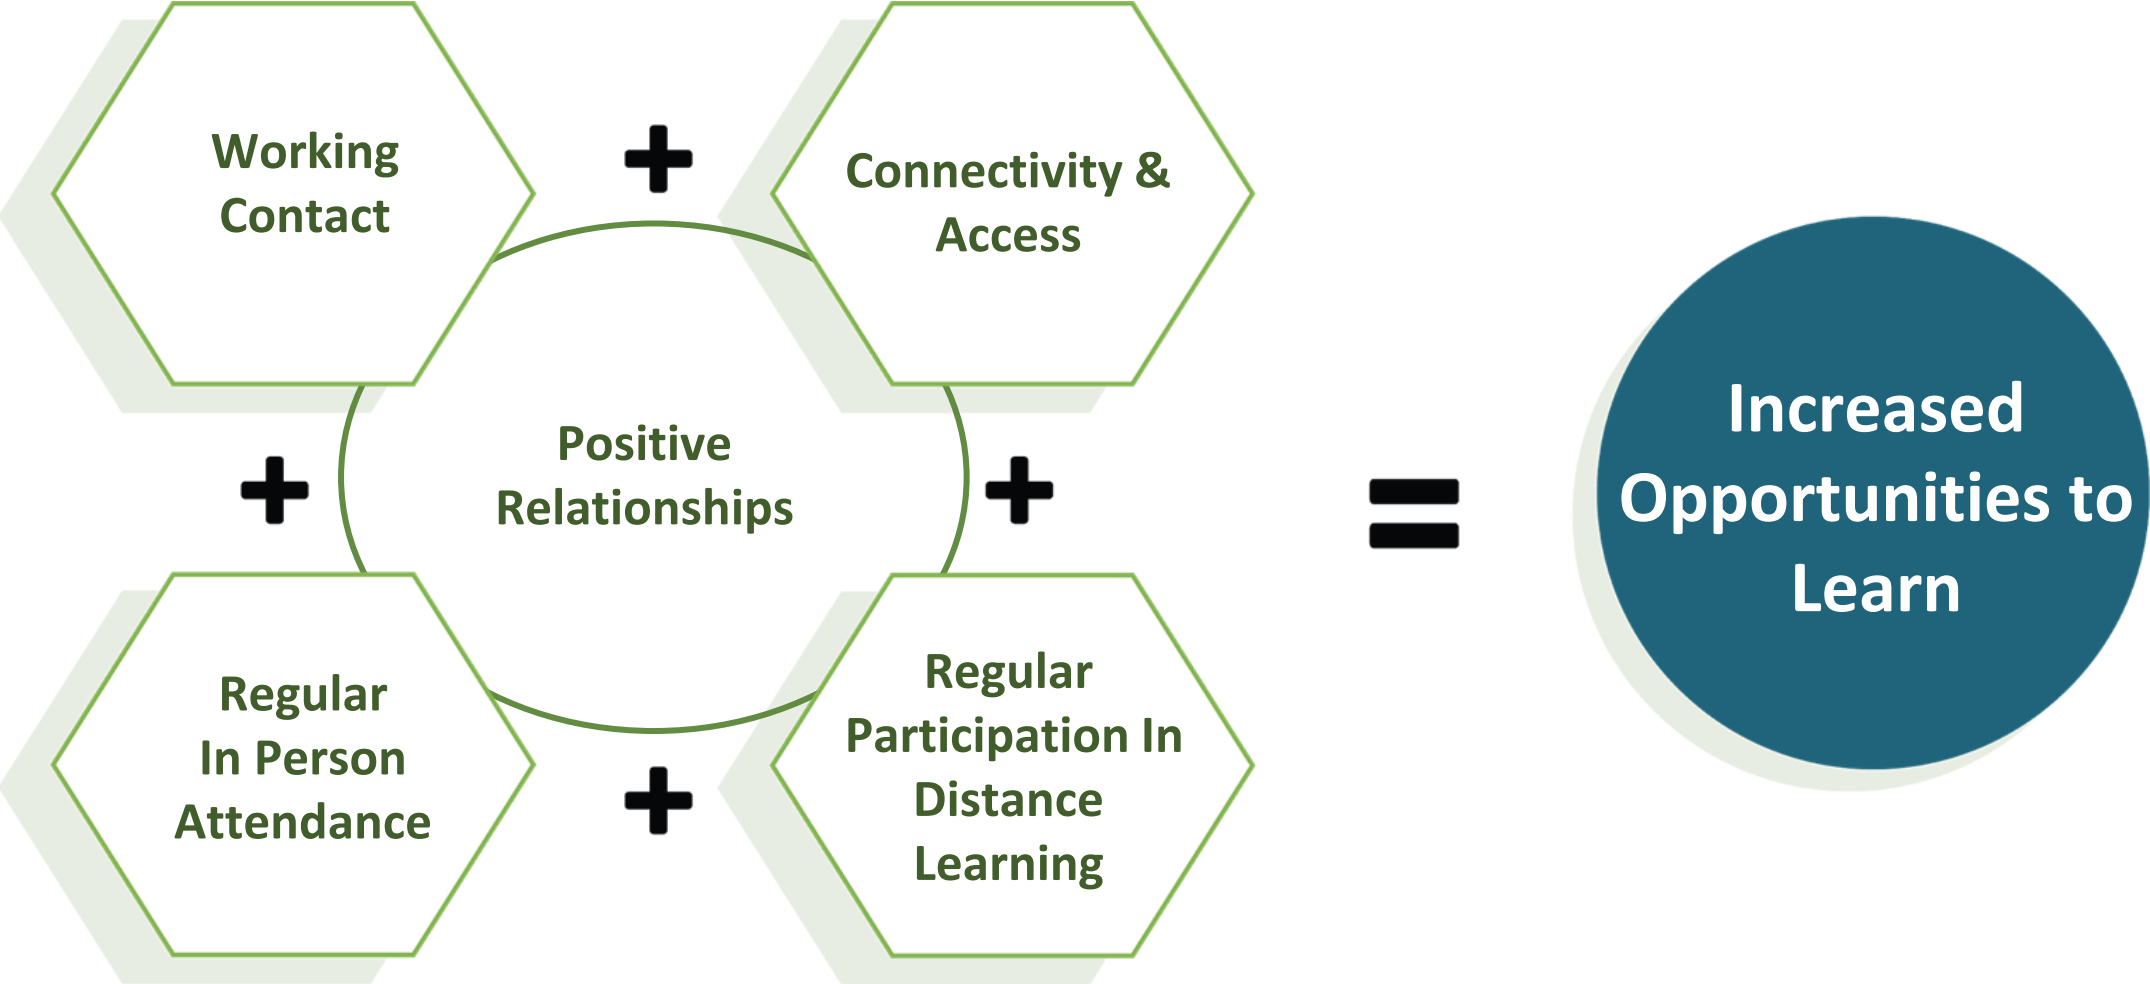 Working
Contact
+
Connectivity &
Access
Positive
Relationships
+
+
=
Increased
Opportunities to
Learn
Regular
In Person
Attendance
+
Regular
Participation In
Distance
Learning